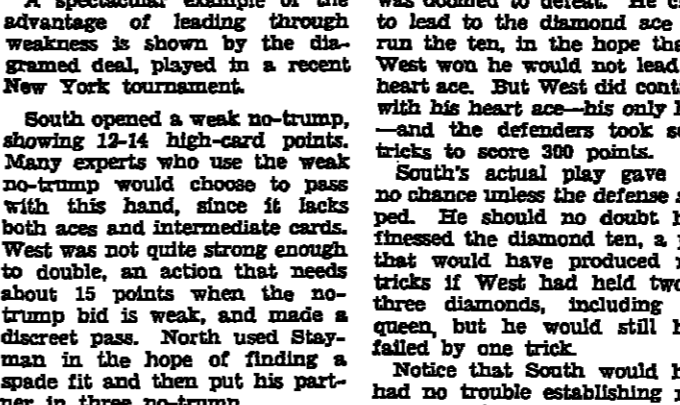 A spectacular example of the
advantage of leading through
weakness is shown by the dia-
gramed deal, played in a recent
New York tournament.
South opened a weak no-trump,
showing 12-14 high-card points.
Many experts who use the weak
no-trump would choose to pass
with this hand, since it lacks
both aces and intermediate cards.
West was not quite strong enough
to double, an action that needs
about 15 points when the no-
trump bid is weak, and made a
discreet pass. North used Stay-
man in the hope of finding a
spade fit and then put his part-
ner in three no-trump.
was doomed to defeat. He
to lead to the diamond ace
run the ten, in the hope
West won he would not lead
heart ace. But West did
with his heart ace—his only
—and the defenders took
tricks to score 300 points.
South's actual play gave
no chance unless the defense
ped. He should no doubt
finessed the diamond ten, a
that would have produced
tricks if West had held
three diamonds, including
queen, but he would still
failed by one trick.
Notice that South would
had no trouble establishing